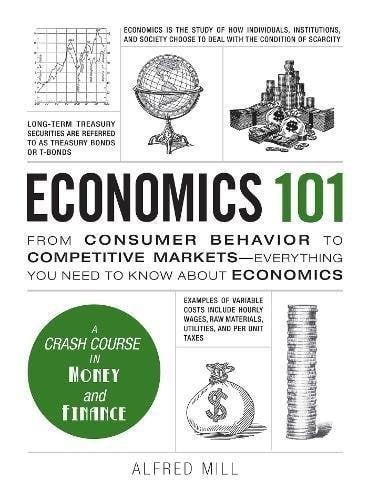 ECONOMICS IS THE STUDY OF HOW INDIVIDUALS, INSTITUTIONS,
AND SOCIETY CHOOSE TO DEAL WITH THE CONDITION OF SCARCITY
LONG-TERM TREASURY
SECURITIES ARE REFERRED
TO AS TREASURY BONDS
OR T-BONDS
ECONOMICS 101
FROM CONSUMER BEHAVIOR TO
COMPETITIVE MARKETS—EVERYTHING
YOU NEED TO KNOW ABOUT ECONOMICS
EXAMPLES OF VARIABLE
COSTS INCLUDE HOURLY
WAGES, RAW MATERIALS,
UTILITIES, AND PER UNIT
TAXES
A
CRASH COURSE
IN
MONEY
and
FINANCE
$
ALFRED MILL